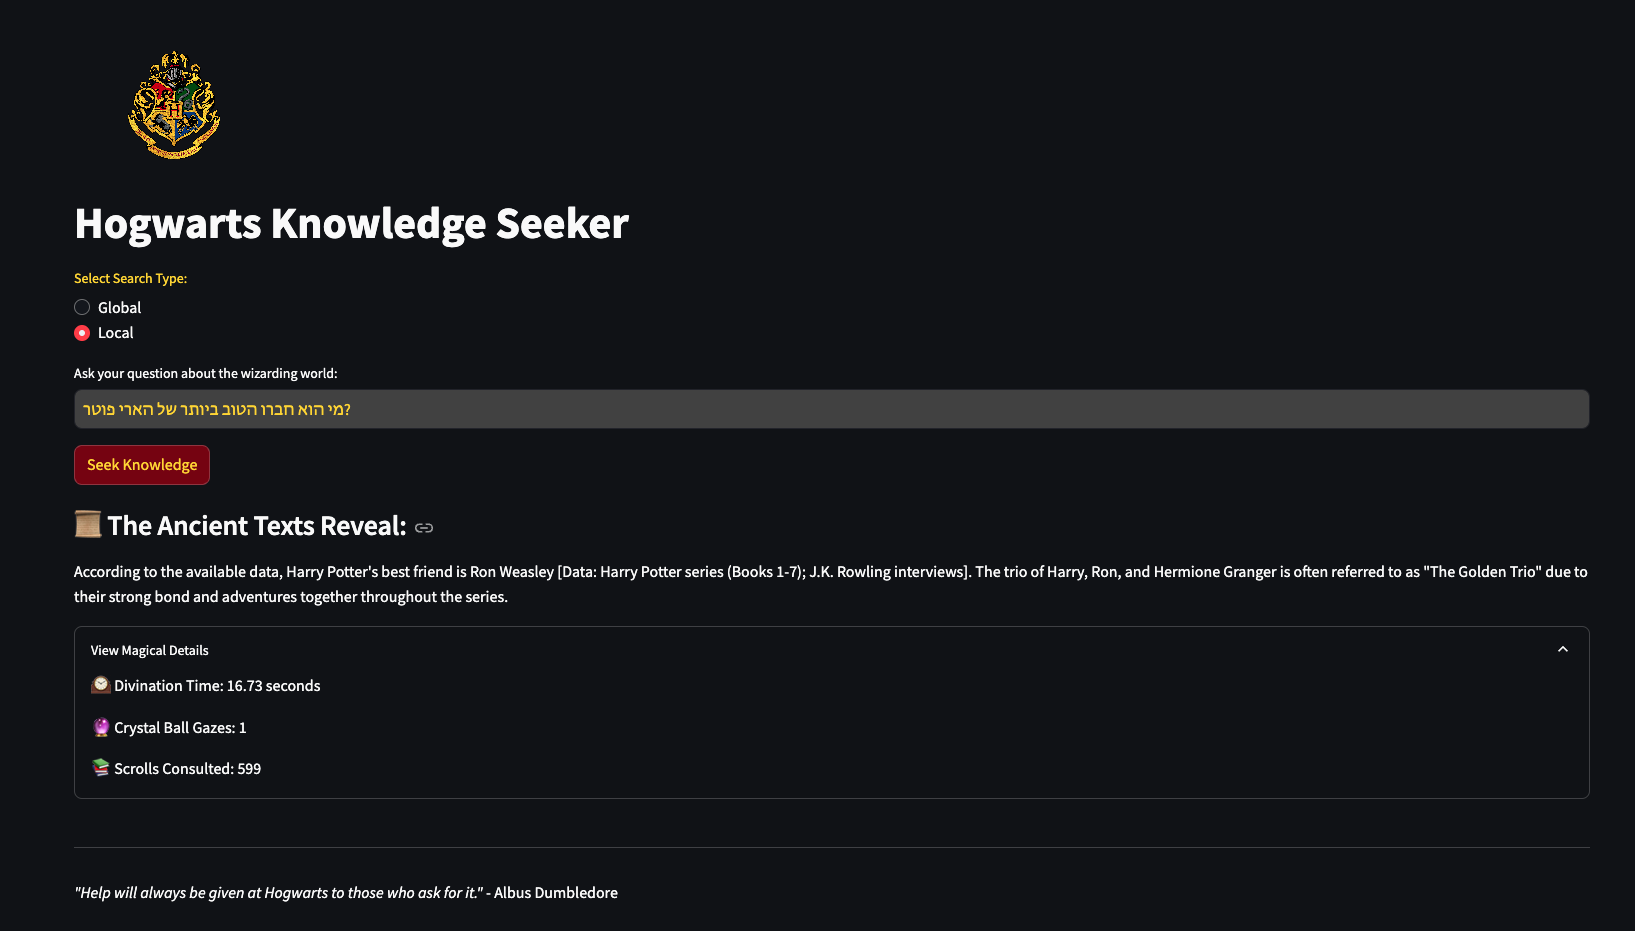 Hogwarts Knowledge Seeker
Select Search Type:
Global
Local
Ask your question about the wizarding world:
מי הוא חברו הטוב ביותר של הארי פוטר?
Seek Knowledge
📜 The Ancient Texts Reveal:
According to the available data, Harry Potter's best friend is Ron Weasley [Data: Harry Potter series (Books 1-7); J.K. Rowling interviews]. The trio of Harry, Ron, and Hermione Granger is often referred to as "The Golden Trio" due to
their strong bond and adventures together throughout the series.
View Magical Details
🕰️ Divination Time: 16.73 seconds
🔮 Crystal Ball Gazes: 1
📚 Scrolls Consulted: 599
"Help will always be given at Hogwarts to those who ask for it." - Albus Dumbledore